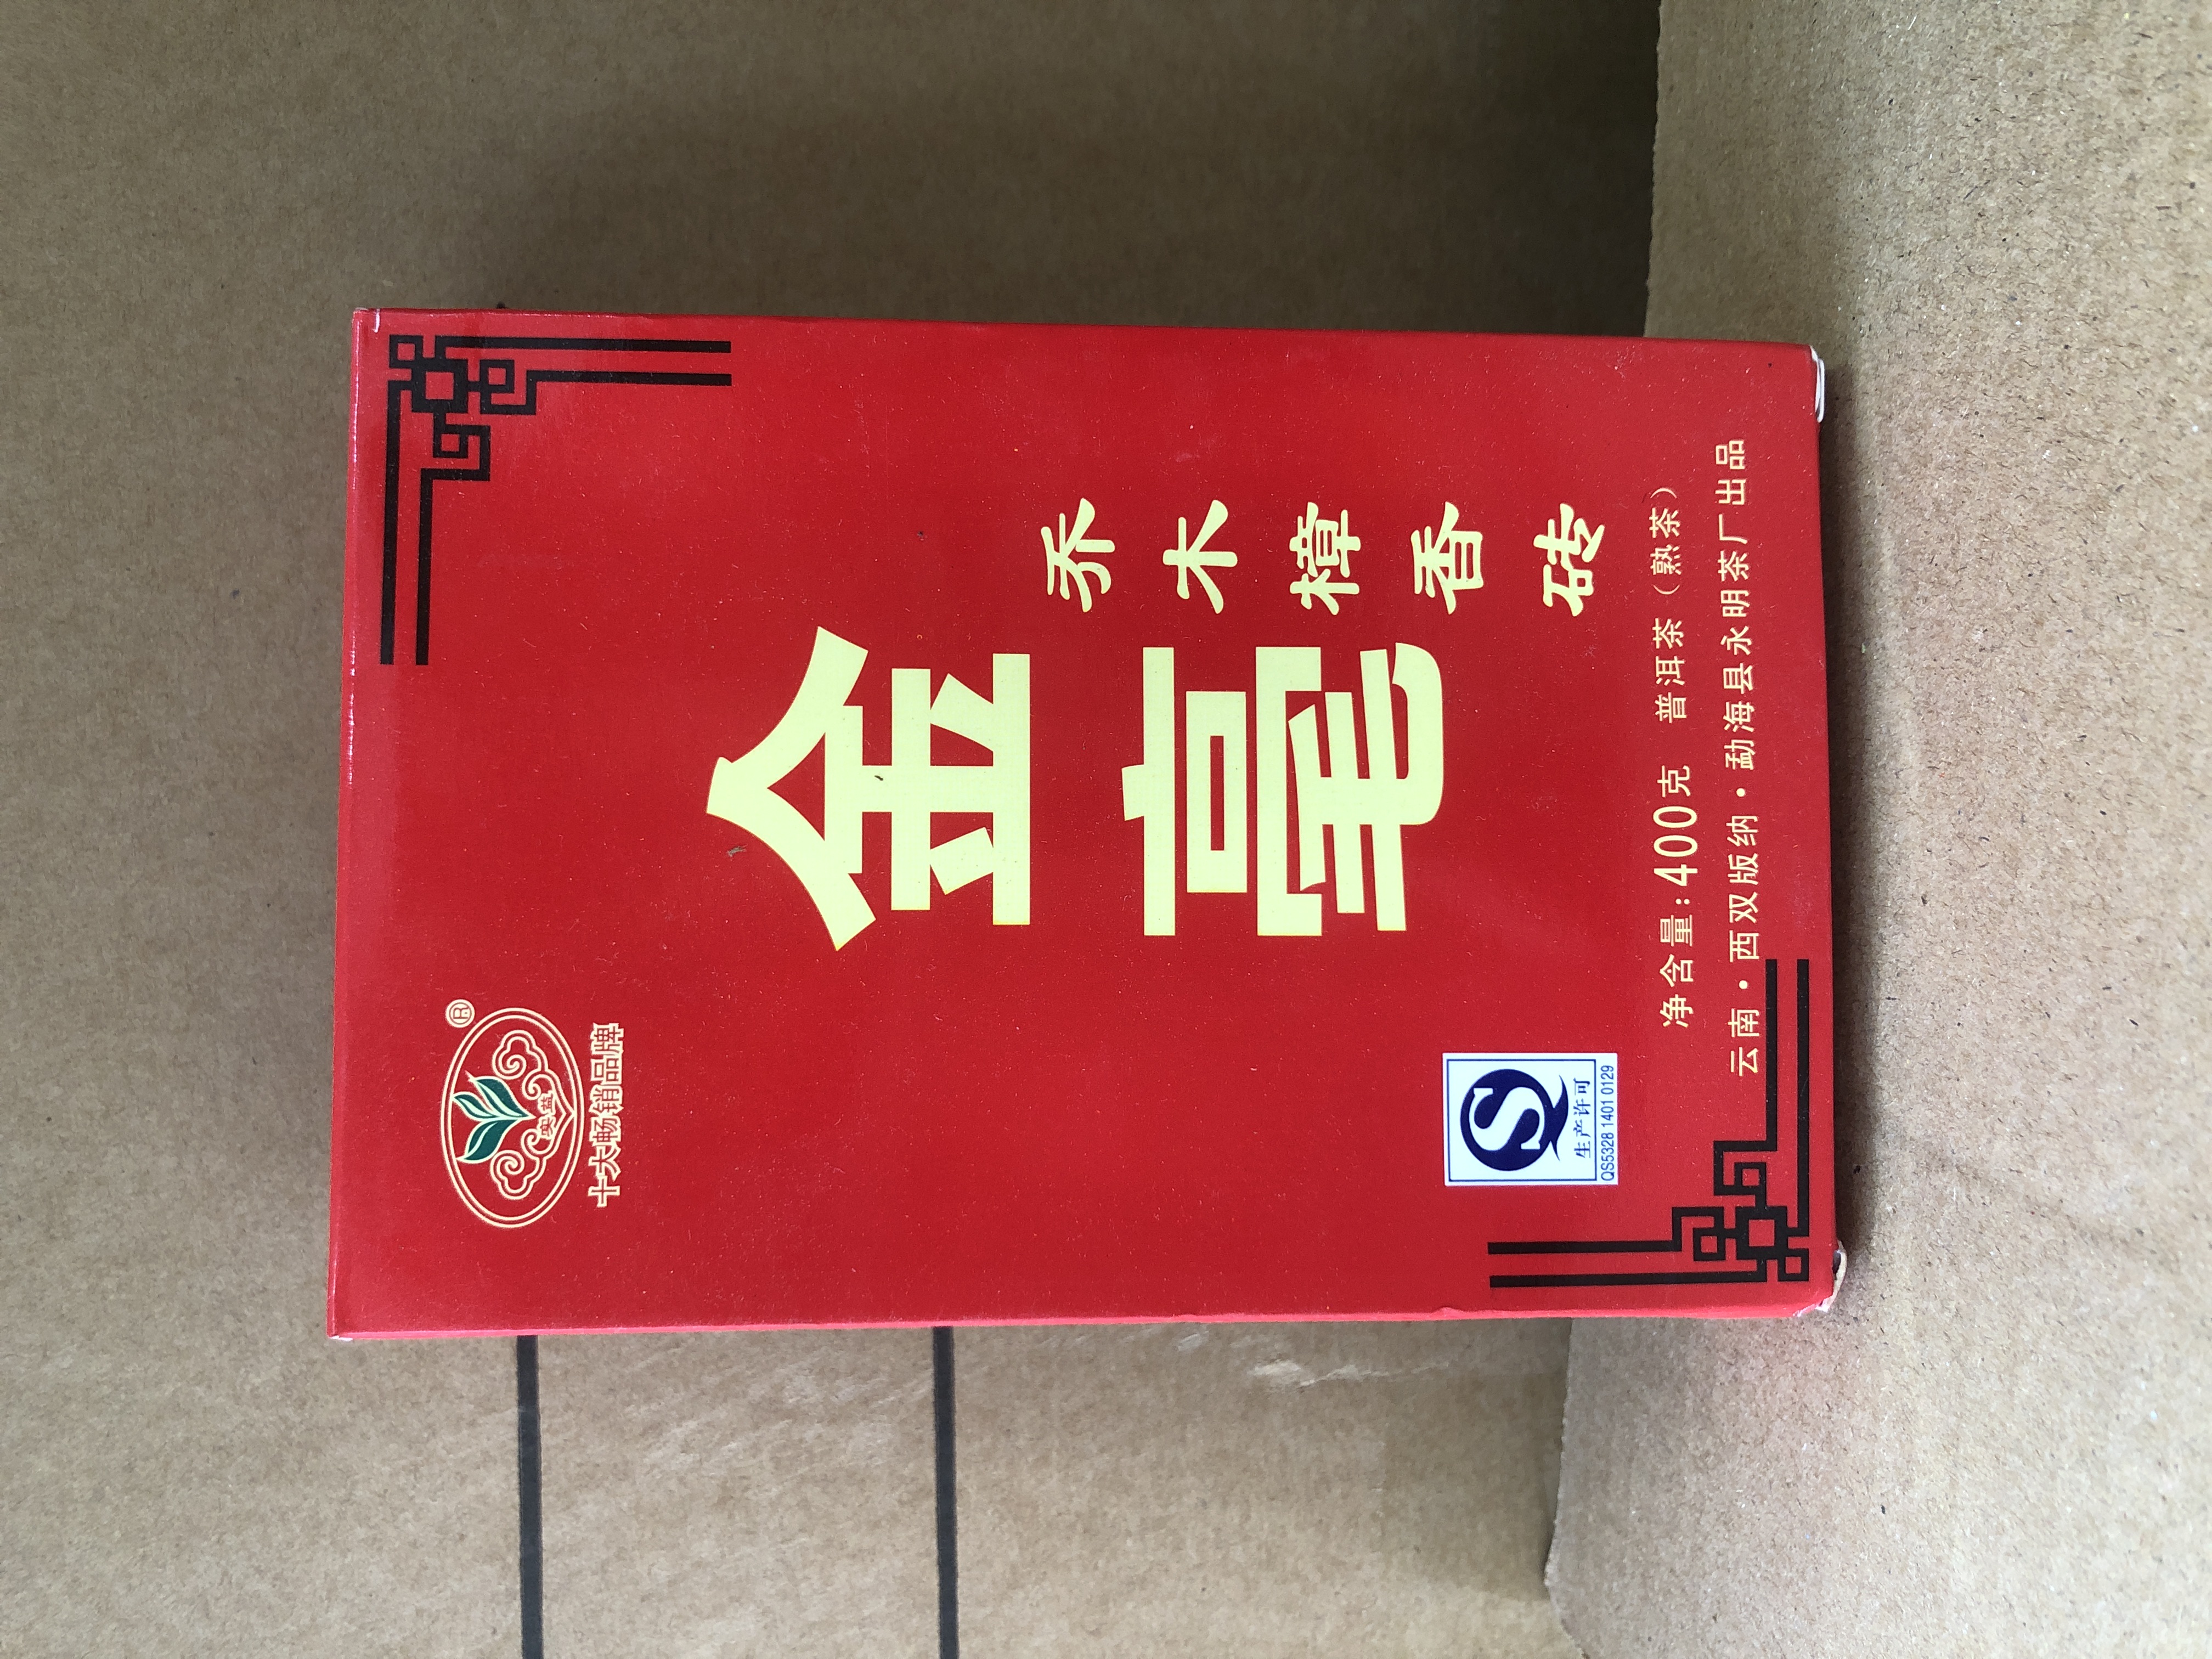 ®
奕益
十大畅销品牌
金毫
乔木樟香砖
生产许可
QS5328 1401 0129
净含量:400克 普洱茶（熟茶）
云南·西双版纳·勐海县永明茶厂出品